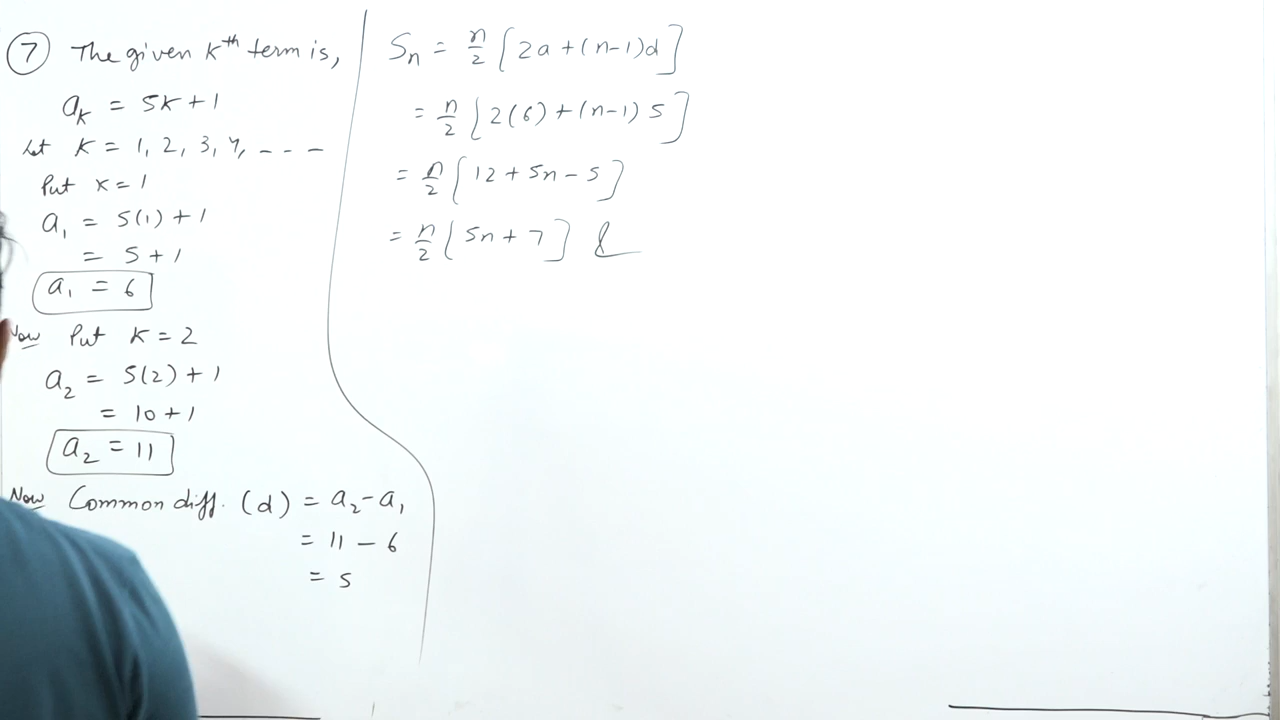 7 The given kth term is,
aₖ = 5k + 1
Let k = 1, 2, 3, 4, - - -
Put k = 1
a₁ = 5(1) + 1
= 5 + 1
a₁ = 6
Now Put k = 2
a₂ = 5(2) + 1
= 10 + 1
a₂ = 11
Now Common diff. (d) = a₂ - a₁
= 11 - 6
= 5
Sₙ = n/2 [2a + (n-1)d]
= n/2 [2(6) + (n-1) 5]
= n/2 [12 + 5n - 5]
= n/2 [5n + 7]